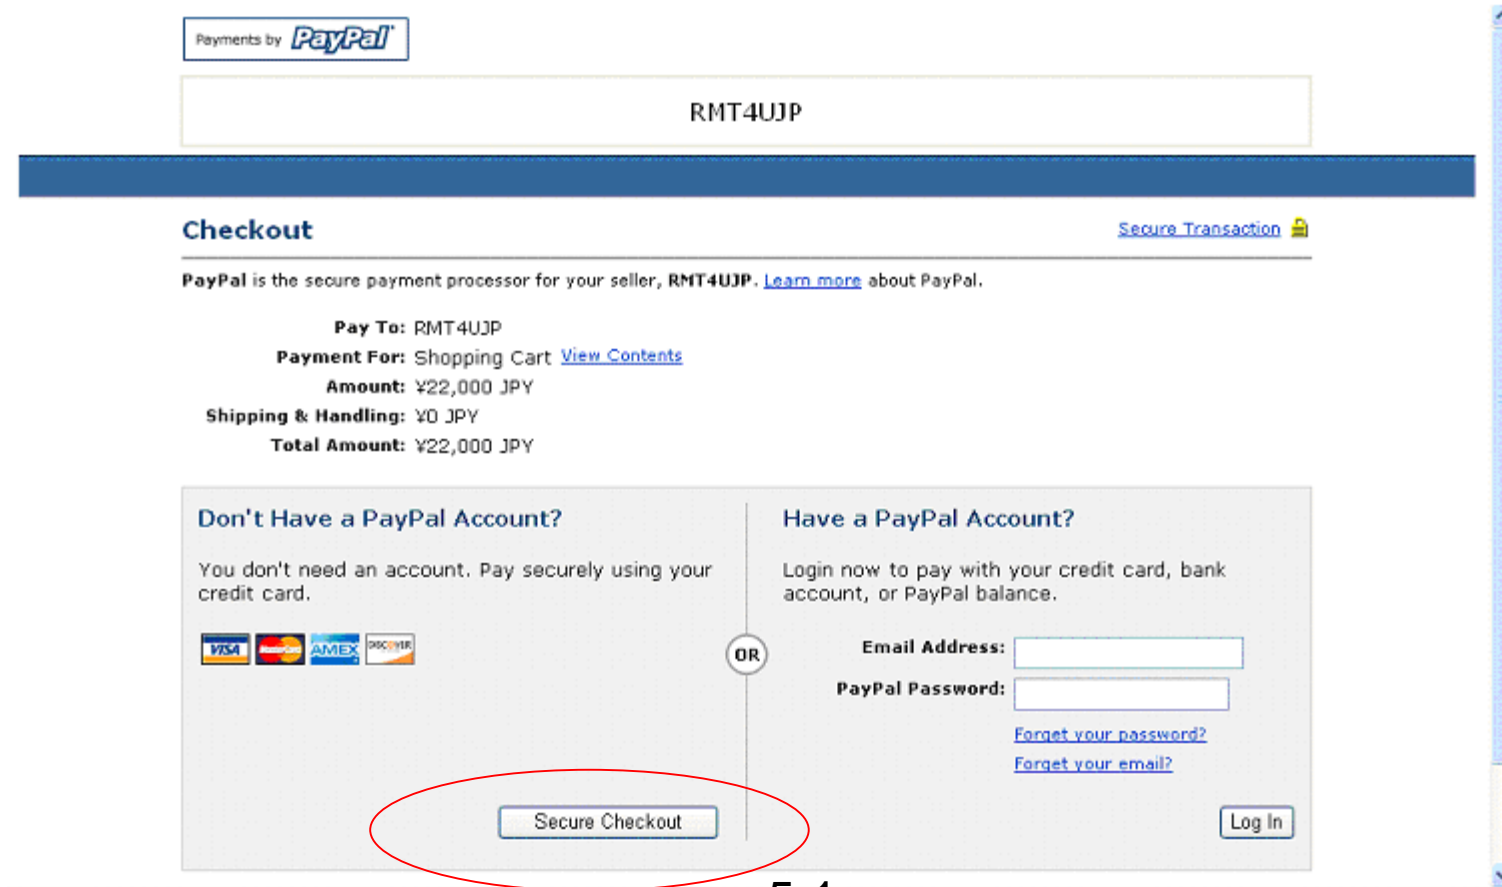 Payments by PayPal
RMT4UJP
Checkout
Secure Transaction
PayPal is the secure payment processor for your seller, RMT4UJP. Learn more about PayPal.
Pay To: RMT4UJP
Payment For: Shopping Cart View Contents
Amount: ¥22,000 JPY
Shipping & Handling: ¥0 JPY
Total Amount: ¥22,000 JPY
Don't Have a PayPal Account?
You don't need an account. Pay securely using your
credit card.
VISA MasterCard AMEX DISCOVER
Secure Checkout
OR
Have a PayPal Account?
Login now to pay with your credit card, bank
account, or PayPal balance.
Email Address:
PayPal Password:
Forget your password?
Forget your email?
Log In